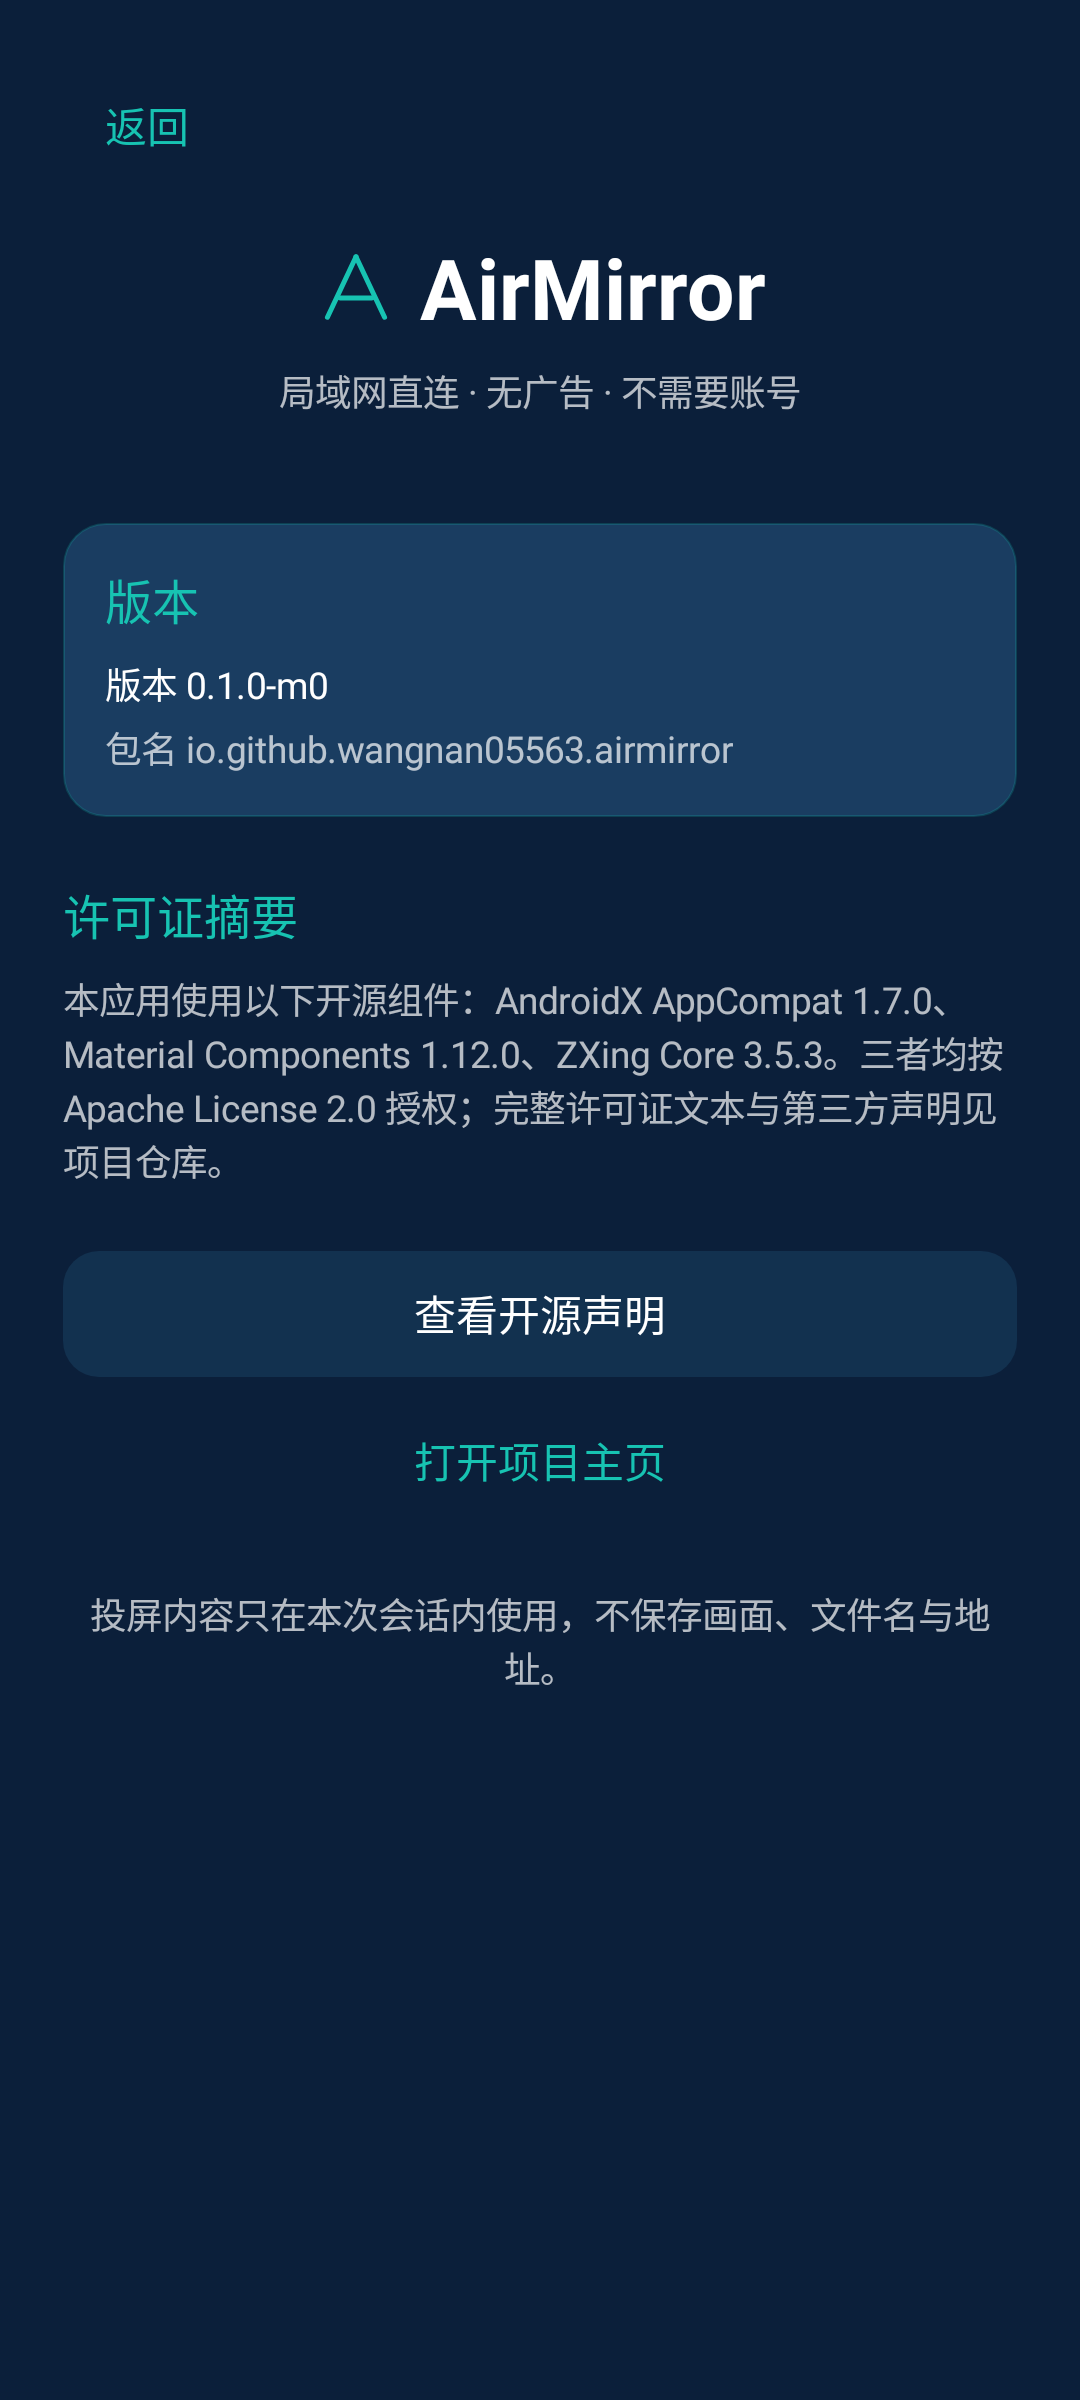 返回
AirMirror
局域网直连 · 无广告 · 不需要账号
版本
版本 0.1.0-m0
包名 io.github.wangnan05563.airmirror
许可证摘要
本应用使用以下开源组件：AndroidX AppCompat 1.7.0、
Material Components 1.12.0、ZXing Core 3.5.3。三者均按
Apache License 2.0 授权；完整许可证文本与第三方声明见
项目仓库。
查看开源声明
打开项目主页
投屏内容只在本次会话内使用，不保存画面、文件名与地
址。